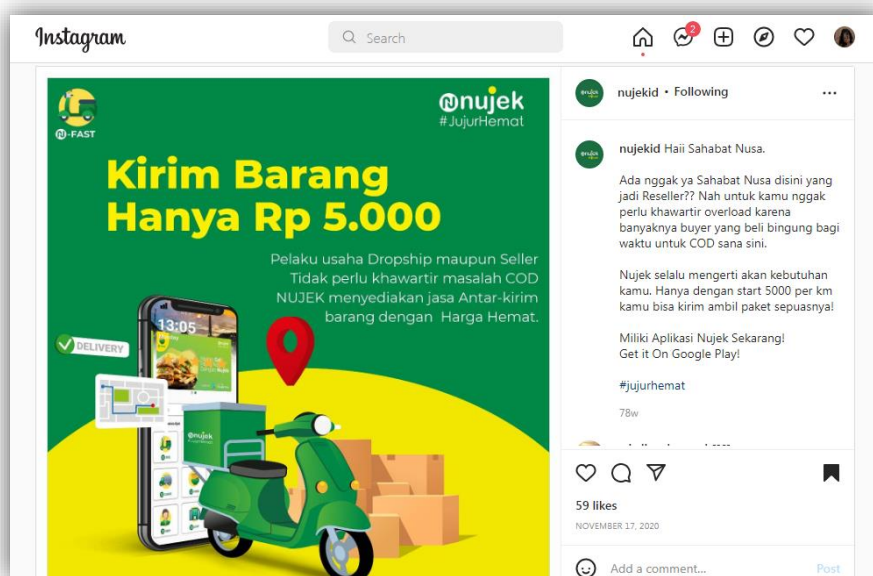 Instagram
Search
2
N-FAST
nujek
#JujurHemat
Kirim Barang
Hanya Rp 5.000
Pelaku usaha Dropship maupun Seller
Tidak perlu khawartir masalah COD
NUJEK menyediakan jasa Antar-kirim
barang dengan Harga Hemat.
13:05
DELIVERY
nujek
nujekid • Following
nujekid Haii Sahabat Nusa.
Ada nggak ya Sahabat Nusa disini yang
jadi Reseller?? Nah untuk kamu nggak
perlu khawartir overload karena
banyaknya buyer yang beli bingung bagi
waktu untuk COD sana sini.
Nujek selalu mengerti akan kebutuhan
kamu. Hanya dengan start 5000 per km
kamu bisa kirim ambil paket sepuasnya!
Miliki Aplikasi Nujek Sekarang!
Get it On Google Play!
#jujurhemat
78w
59 likes
NOVEMBER 17, 2020
Add a comment...
Post